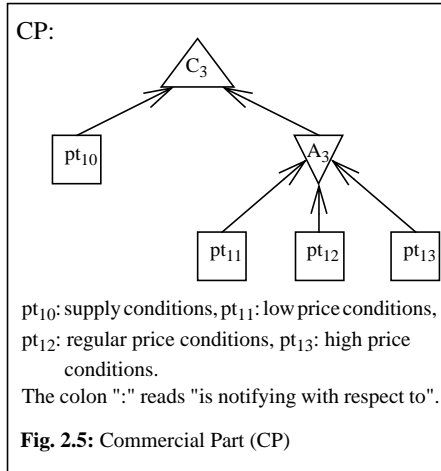 CP:
C3
pt10
A3
pt11 pt12 pt13
pt10: supply conditions, pt11: low price conditions,
pt12: regular price conditions, pt13: high price
conditions.
The colon ":" reads "is notifying with respect to".
Fig. 2.5: Commercial Part (CP)